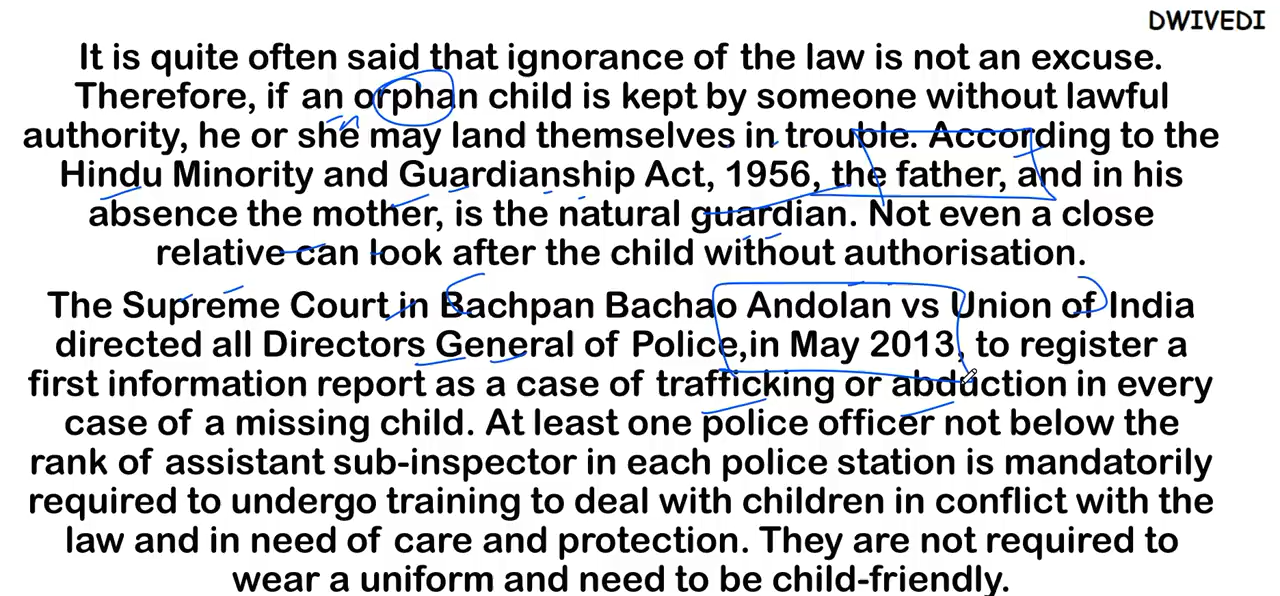 DWIVEDI
It is quite often said that ignorance of the law is not an excuse.
Therefore, if an orphan child is kept by someone without lawful
authority, he or she may land themselves in trouble. According to the
Hindu Minority and Guardianship Act, 1956, the father, and in his
absence the mother, is the natural guardian. Not even a close
relative can look after the child without authorisation.
The Supreme Court in Bachpan Bachao Andolan vs Union of India
directed all Directors General of Police,in May 2013, to register a
first information report as a case of trafficking or abduction in every
case of a missing child. At least one police officer not below the
rank of assistant sub-inspector in each police station is mandatorily
required to undergo training to deal with children in conflict with the
law and in need of care and protection. They are not required to
wear a uniform and need to be child-friendly.